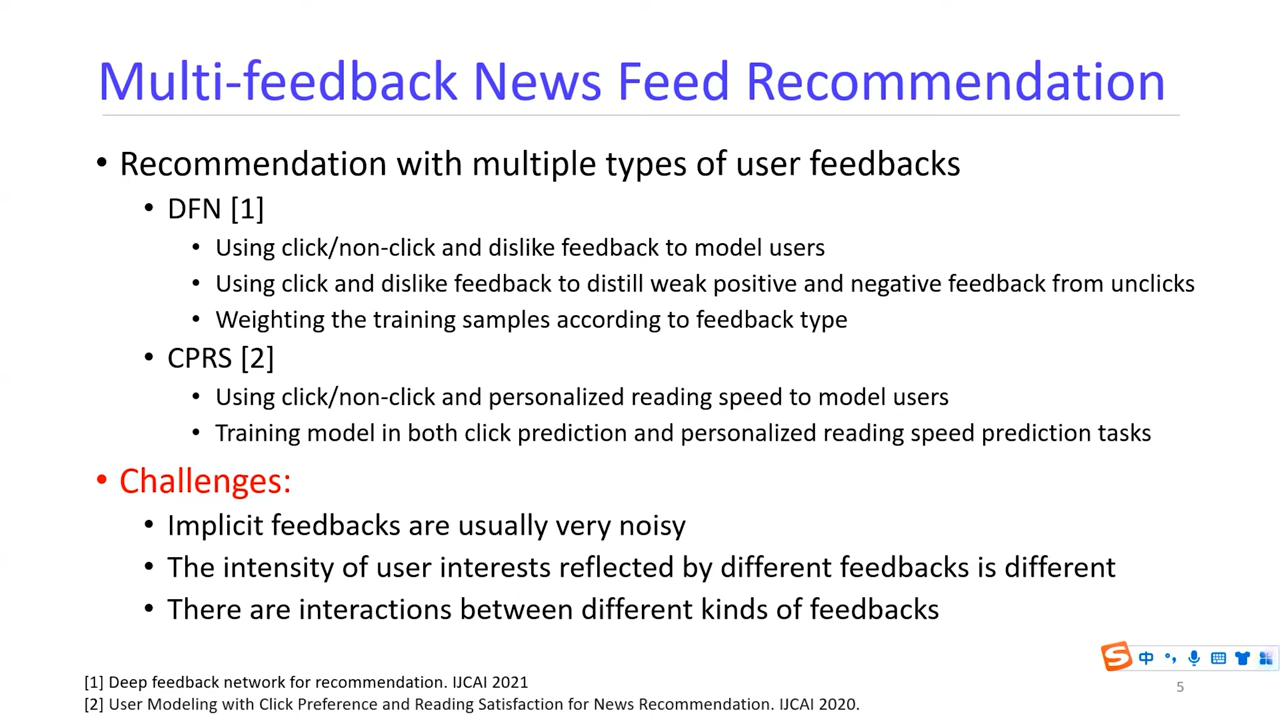 Multi-feedback News Feed Recommendation
• Recommendation with multiple types of user feedbacks
• DFN [1]
• Using click/non-click and dislike feedback to model users
• Using click and dislike feedback to distill weak positive and negative feedback from unclicks
• Weighting the training samples according to feedback type
• CPRS [2]
• Using click/non-click and personalized reading speed to model users
• Training model in both click prediction and personalized reading speed prediction tasks
• Challenges:
• Implicit feedbacks are usually very noisy
• The intensity of user interests reflected by different feedbacks is different
• There are interactions between different kinds of feedbacks
S 中
[1] Deep feedback network for recommendation. IJCAI 2021
5
[2] User Modeling with Click Preference and Reading Satisfaction for News Recommendation. IJCAI 2020.